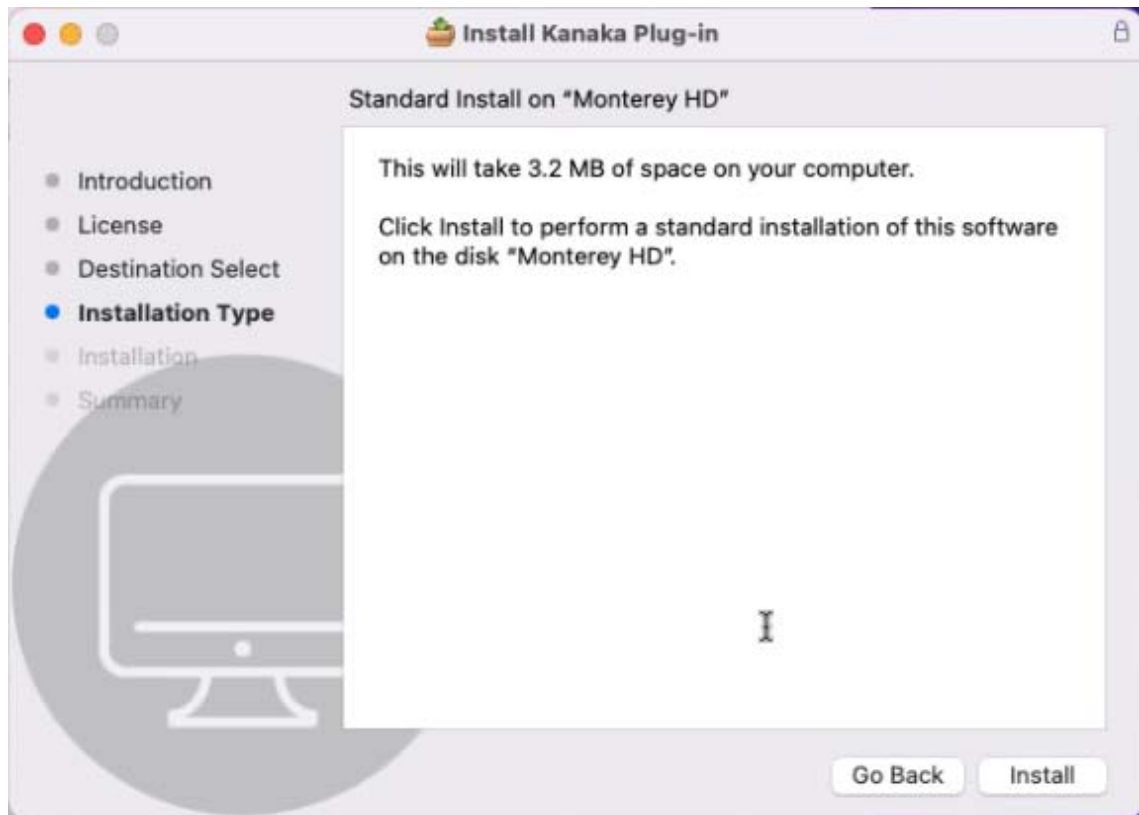 Install Kanaka Plug-in
Standard Install on “Monterey HD”
Introduction
License
Destination Select
Installation Type
Installation
Summary
This will take 3.2 MB of space on your computer.
Click Install to perform a standard installation of this software
on the disk “Monterey HD”.
Go Back
Install